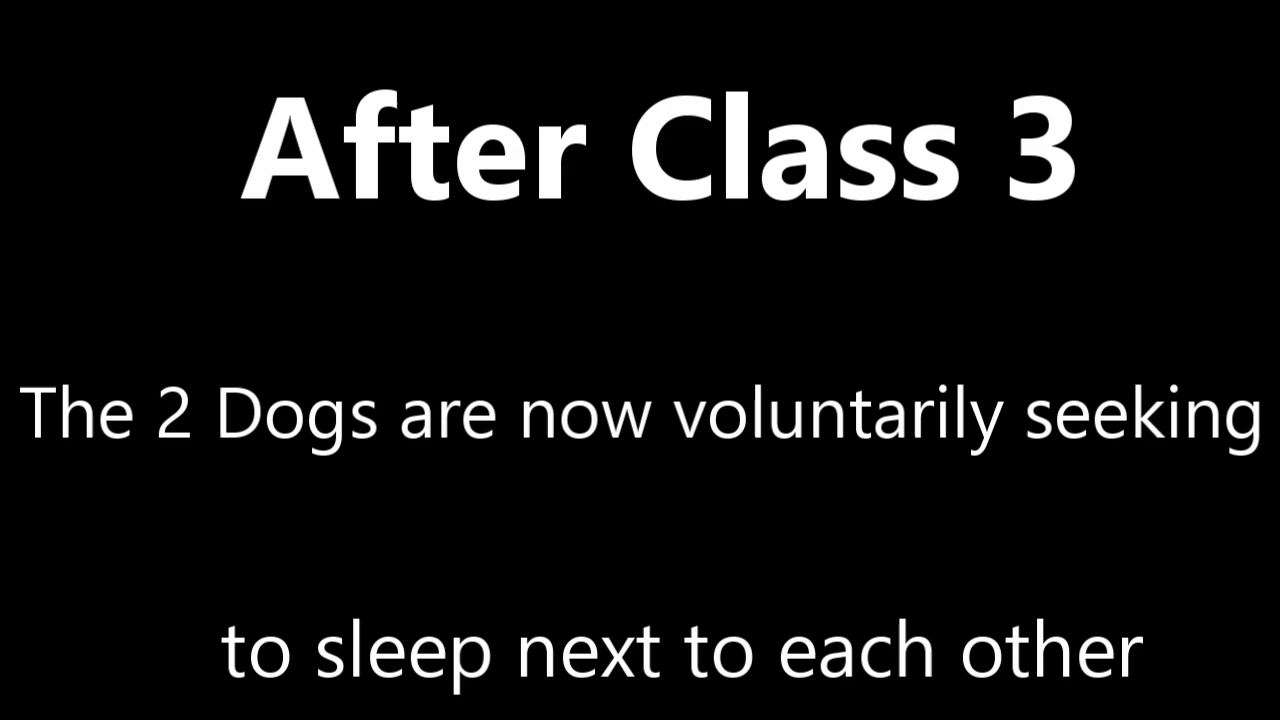 After Class 3
The 2 Dogs are now voluntarily seeking
to sleep next to each other